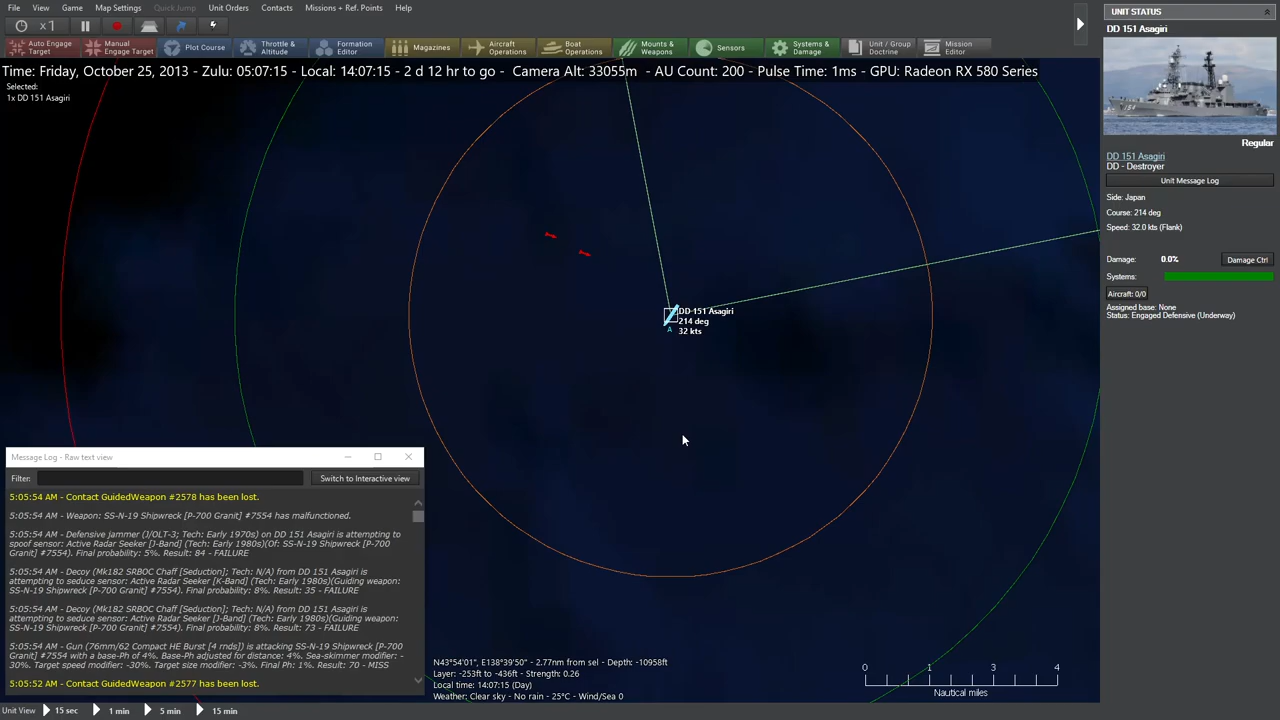 File View Game Map Settings Quick Jump Unit Orders Contacts Missions + Ref. Points Help
x1
Auto Engage Target
Manual Engage Target
Plot Course
Throttle & Altitude
Formation Editor
Magazines
Aircraft Operations
Boat Operations
Mounts & Weapons
Sensors
Systems & Damage
Unit / Group Doctrine
Mission Editor
Time: Friday, October 25, 2013 - Zulu: 05:07:15 - Local: 14:07:15 - 2 d 12 hr to go - Camera Alt: 33055m - AU Count: 200 - Pulse Time: 1ms - GPU: Radeon RX 580 Series
Selected:
1x DD 151 Asagiri
DD 151 Asagiri
214 deg
32 kts
A
Message Log - Raw text view
Filter:
Switch to Interactive view
5:05:54 AM - Contact GuidedWeapon #2578 has been lost.
5:05:54 AM - Weapon: SS-N-19 Shipwreck [P-700 Granit] #7554 has malfunctioned.
5:05:54 AM - Defensive jammer (J/OLT-3; Tech: Early 1970s) on DD 151 Asagiri is attempting to
spoof sensor: Active Radar Seeker [J-Band] (Tech: Early 1980s)(Of: SS-N-19 Shipwreck [P-700
Granit] #7554). Final probability: 5%. Result: 84 - FAILURE
5:05:54 AM - Decoy (Mk182 SRBOC Chaff [Seduction]; Tech: N/A) from DD 151 Asagiri is
attempting to seduce sensor: Active Radar Seeker [K-Band] (Tech: Early 1980s)(Guiding weapon:
SS-N-19 Shipwreck [P-700 Granit] #7554). Final probability: 8%. Result: 35 - FAILURE
5:05:54 AM - Decoy (Mk182 SRBOC Chaff [Seduction]; Tech: N/A) from DD 151 Asagiri is
attempting to seduce sensor: Active Radar Seeker [J-Band] (Tech: Early 1980s)(Guiding weapon:
SS-N-19 Shipwreck [P-700 Granit] #7554). Final probability: 8%. Result: 73 - FAILURE
5:05:54 AM - Gun (76mm/62 Compact HE Burst [4 rnds]) is attacking SS-N-19 Shipwreck [P-700
Granit] #7554 with a base-Ph of 4%. Base-Ph adjusted for distance: 4%. Sea-skimmer modifier: -
30%. Target speed modifier: -30%. Target size modifier: -3%. Final Ph: 1%. Result: 70 - MISS
5:05:52 AM - Contact GuidedWeapon #2577 has been lost.
N43°54'01", E138°39'50" - 2.77nm from sel - Depth: -10958ft
Layer: -253ft to -436ft - Strength: 0.26
Local time: 14:07:15 (Day)
Weather: Clear sky - No rain - 25°C - Wind/Sea 0
0 1 3 4
Nautical miles
Unit View 15 sec 1 min 5 min 15 min
UNIT STATUS
DD 151 Asagiri
154
Regular
DD 151 Asagiri
DD - Destroyer
Unit Message Log
Side: Japan
Course: 214 deg
Speed: 32.0 kts (Flank)
Damage: 0.0% Damage Ctrl
Systems:
Aircraft: 0/0
Assigned base: None
Status: Engaged Defensive (Underway)